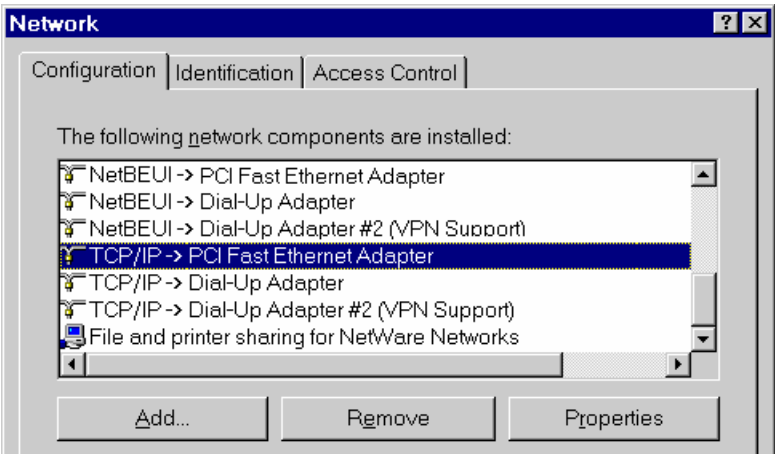 Network
Configuration Identification Access Control
The following network components are installed:
NetBEUI -> PCI Fast Ethernet Adapter
NetBEUI -> Dial-Up Adapter
NetBEUI -> Dial-Up Adapter #2 (VPN Support)
TCP/IP -> PCI Fast Ethernet Adapter
TCP/IP -> Dial-Up Adapter
TCP/IP -> Dial-Up Adapter #2 (VPN Support)
File and printer sharing for NetWare Networks
Add... Remove Properties